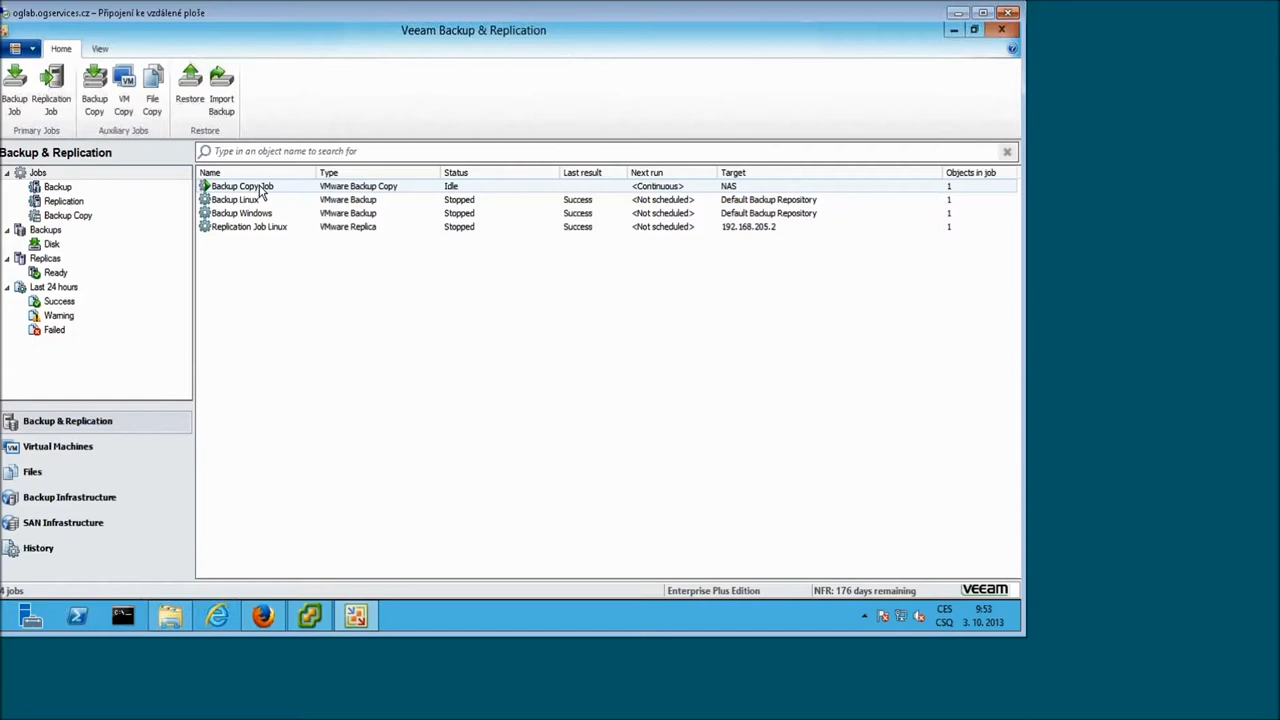 oglab.ogservices.cz – Připojení ke vzdálené ploše
Veeam Backup & Replication
Home View
Backup Job
Replication Job
Backup Copy
VM Copy
File Copy
Restore
Import Backup
Primary Jobs Auxiliary Jobs Restore
Backup & Replication
Type in an object name to search for
Jobs
Backup
Replication
Backup Copy
Backups
Disk
Replicas
Ready
Last 24 hours
Success
Warning
Failed
Name Type Status Last result Next run Target Objects in job
Backup Copy Job VMware Backup Copy Idle <Continuous> NAS 1
Backup Linux VMware Backup Stopped Success <Not scheduled> Default Backup Repository 1
Backup Windows VMware Backup Stopped Success <Not scheduled> Default Backup Repository 1
Replication Job Linux VMware Replica Stopped Success <Not scheduled> 192.168.205.2 1
Backup & Replication
Virtual Machines
Files
Backup Infrastructure
SAN Infrastructure
History
4 jobs
Enterprise Plus Edition NFR: 176 days remaining veeam
CES 9:53
CSQ 3. 10. 2013